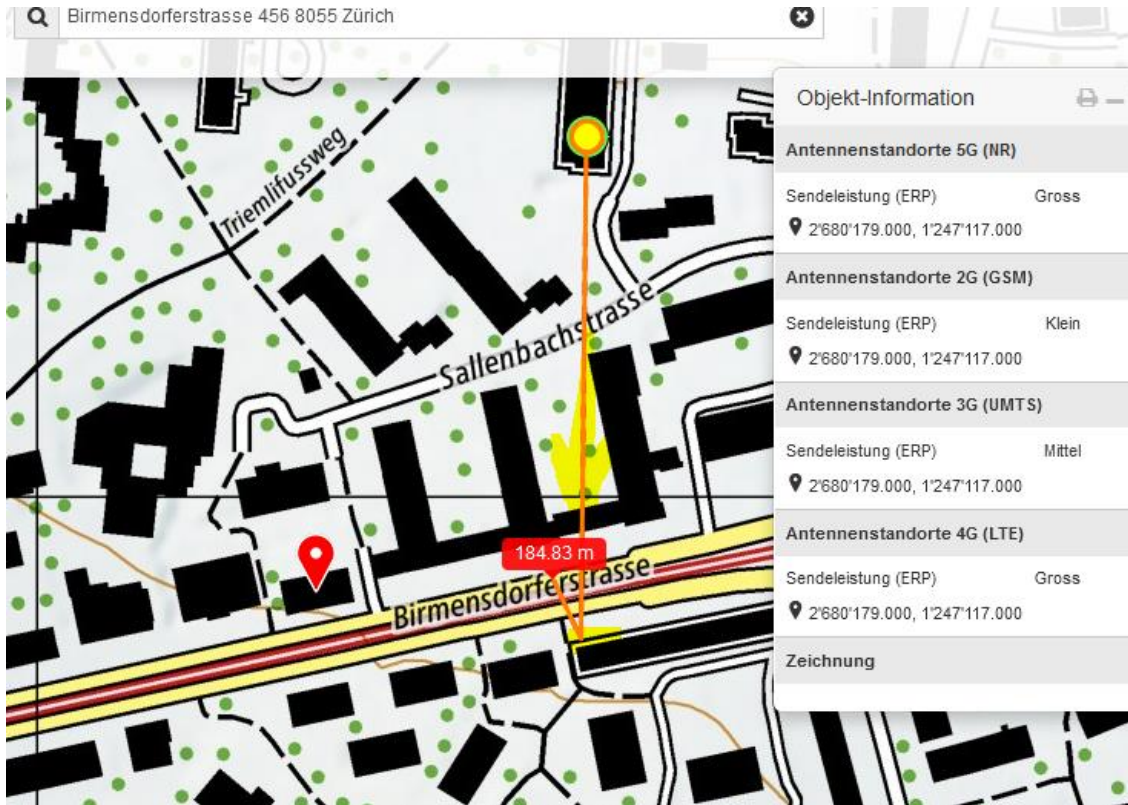 Birmensdorferstrasse 456 8055 Zürich
Objekt-Information
Antennenstandorte 5G (NR)
Sendeleistung (ERP) Gross
2'680'179.000, 1'247'117.000
Antennenstandorte 2G (GSM)
Sendeleistung (ERP) Klein
2'680'179.000, 1'247'117.000
Antennenstandorte 3G (UMTS)
Sendeleistung (ERP) Mittel
2'680'179.000, 1'247'117.000
Antennenstandorte 4G (LTE)
Sendeleistung (ERP) Gross
2'680'179.000, 1'247'117.000
Zeichnung
Triemlifussweg
Sallenbachstrasse
184.83 m
Birmensdorferstrasse